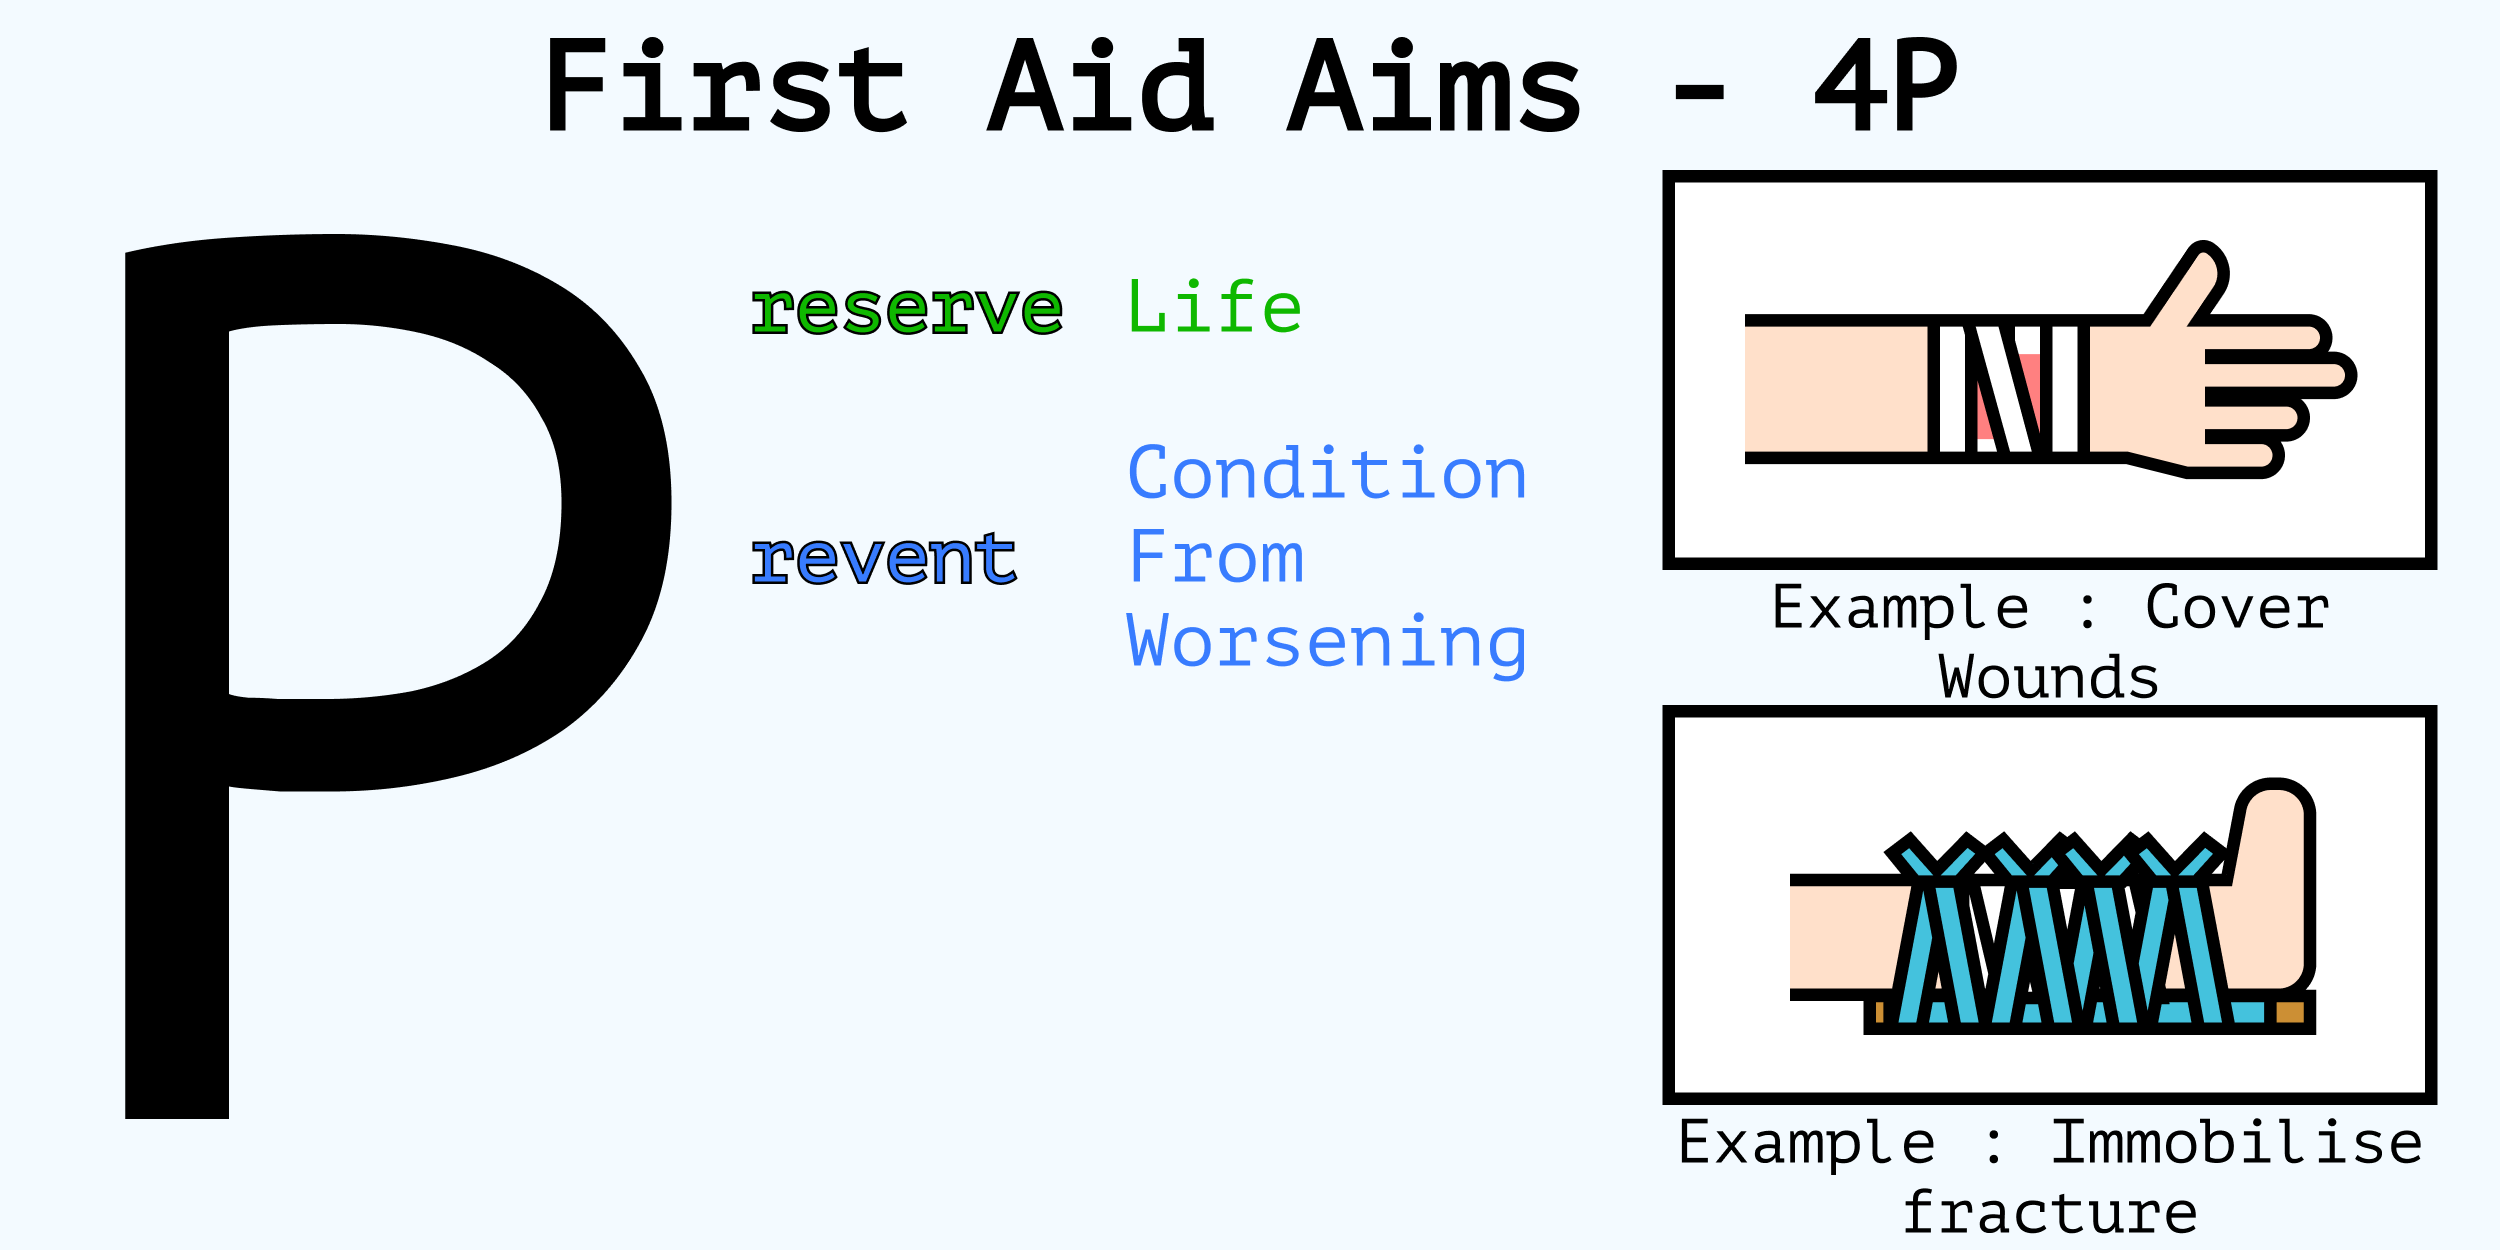 First Aid Aims - 4P
P
reserve Life
revent Condition
From
Worsening
Example : Cover
Wounds
Example : Immobilise
fracture